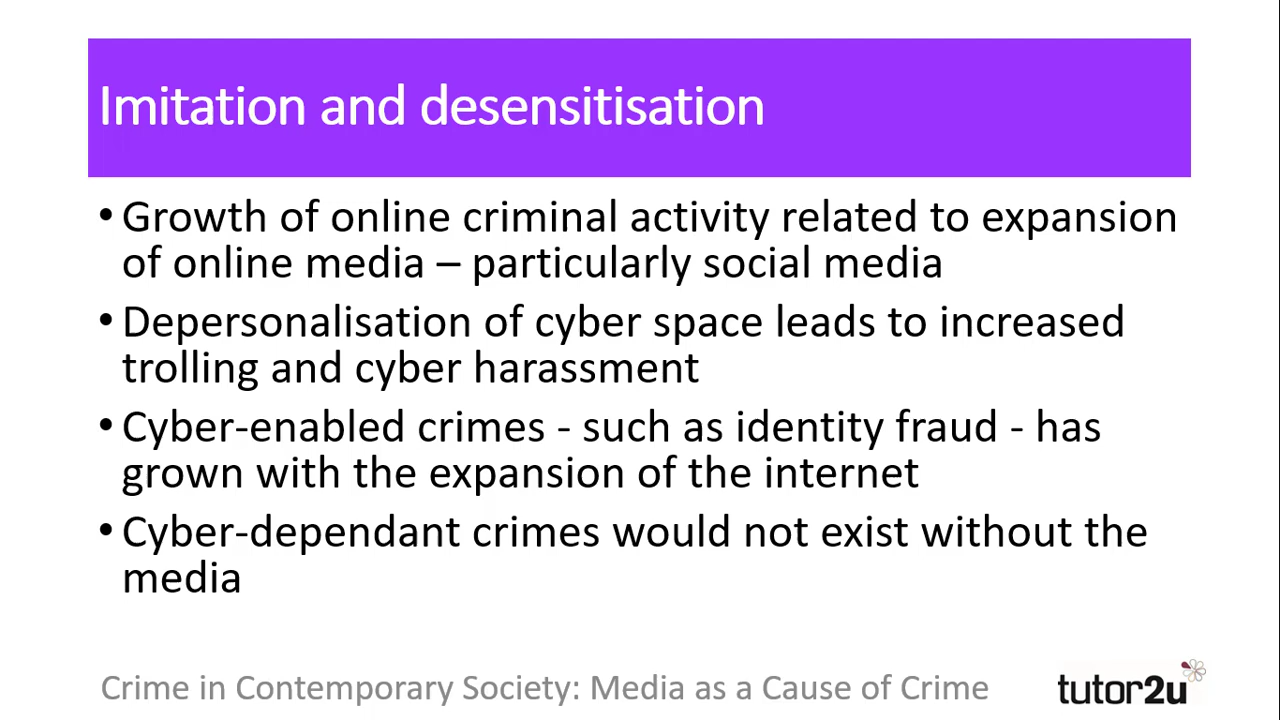 Imitation and desensitisation
• Growth of online criminal activity related to expansion
of online media – particularly social media
• Depersonalisation of cyber space leads to increased
trolling and cyber harassment
• Cyber-enabled crimes - such as identity fraud - has
grown with the expansion of the internet
• Cyber-dependant crimes would not exist without the
media
Crime in Contemporary Society: Media as a Cause of Crime
tutor2u